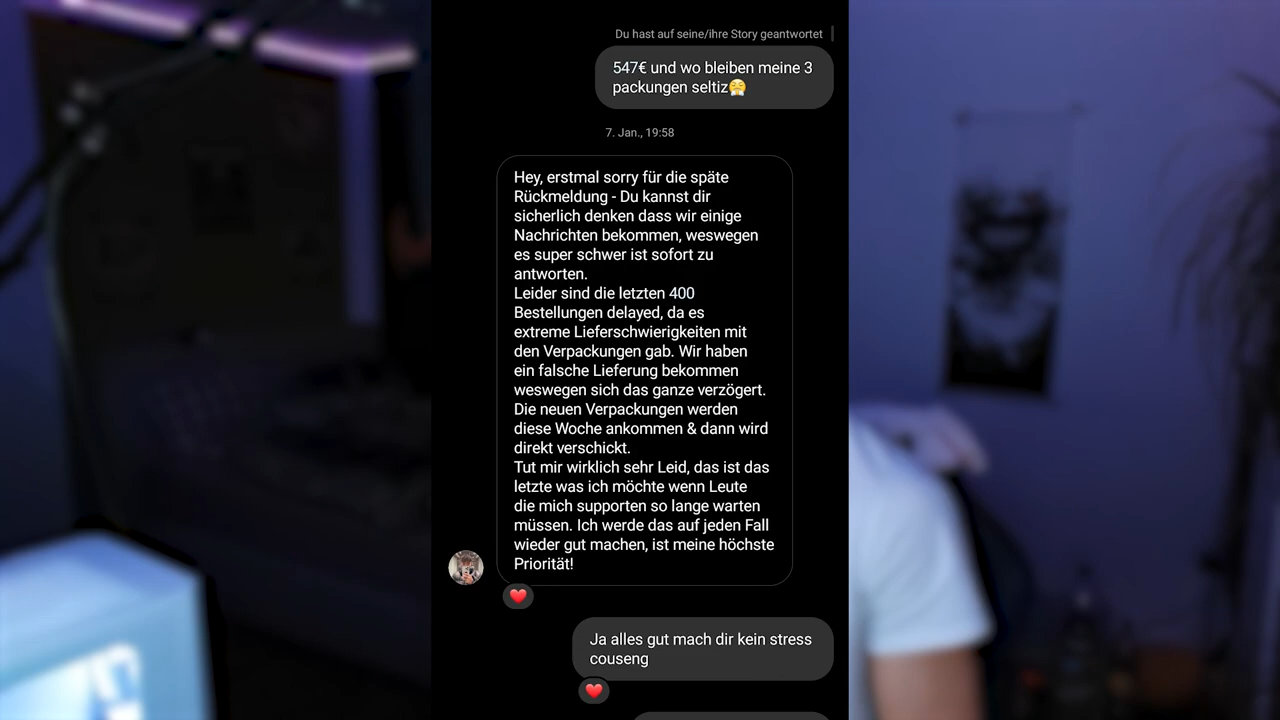 Du hast auf seine/ihre Story geantwortet
547€ und wo bleiben meine 3
packungen seltiz😤
7. Jan., 19:58
Hey, erstmal sorry für die späte
Rückmeldung - Du kannst dir
sicherlich denken dass wir einige
Nachrichten bekommen, weswegen
es super schwer ist sofort zu
antworten.
Leider sind die letzten 400
Bestellungen delayed, da es
extreme Lieferschwierigkeiten mit
den Verpackungen gab. Wir haben
ein falsche Lieferung bekommen
weswegen sich das ganze verzögert.
Die neuen Verpackungen werden
diese Woche ankommen & dann wird
direkt verschickt.
Tut mir wirklich sehr Leid, das ist das
letzte was ich möchte wenn Leute
die mich supporten so lange warten
müssen. Ich werde das auf jeden Fall
wieder gut machen, ist meine höchste
Priorität!
Ja alles gut mach dir kein stress
couseng